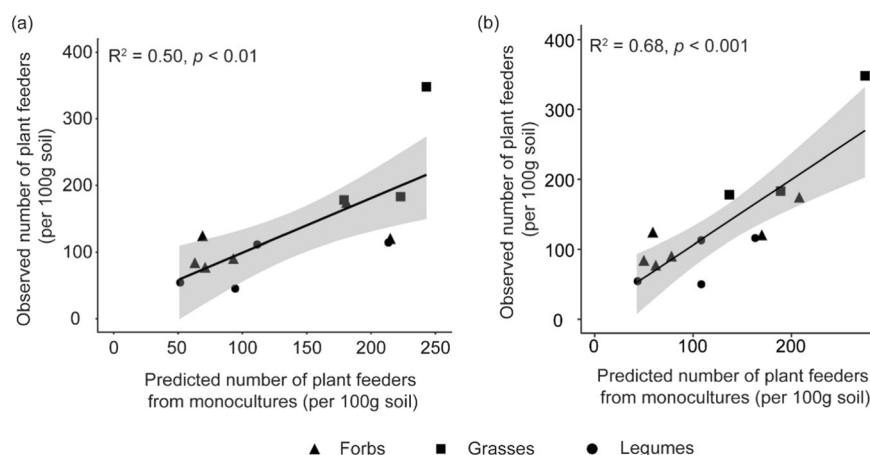 (a)
R² = 0.50, p < 0.01
Observed number of plant feeders
(per 100g soil)
400
300
200
100
0
0 50 100 150 200 250
Predicted number of plant feeders
from monocultures (per 100g soil)
(b)
R² = 0.68, p < 0.001
Observed number of plant feeders
(per 100g soil)
400
300
200
100
0
0 100 200
Predicted number of plant feeders
from monocultures (per 100g soil)
Forbs Grasses Legumes